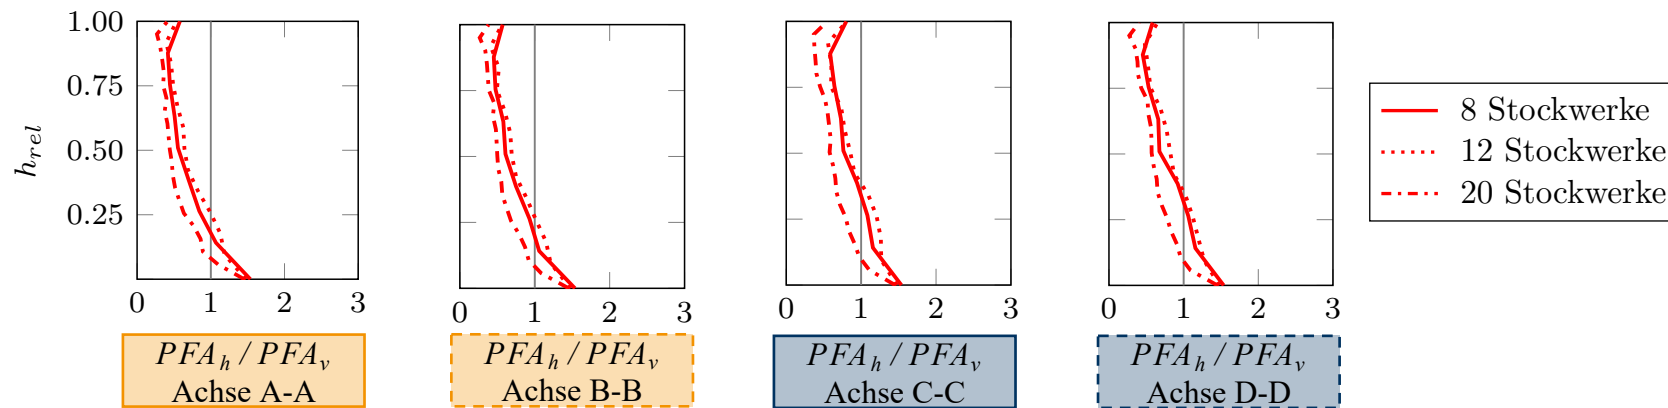 1.00
0.75
0.50
0.25
h_rel
0 1 2 3
0 1 2 3
0 1 2 3
0 1 2 3
8 Stockwerke
12 Stockwerke
20 Stockwerke
PFA_h / PFA_v
Achse A-A
PFA_h / PFA_v
Achse B-B
PFA_h / PFA_v
Achse C-C
PFA_h / PFA_v
Achse D-D